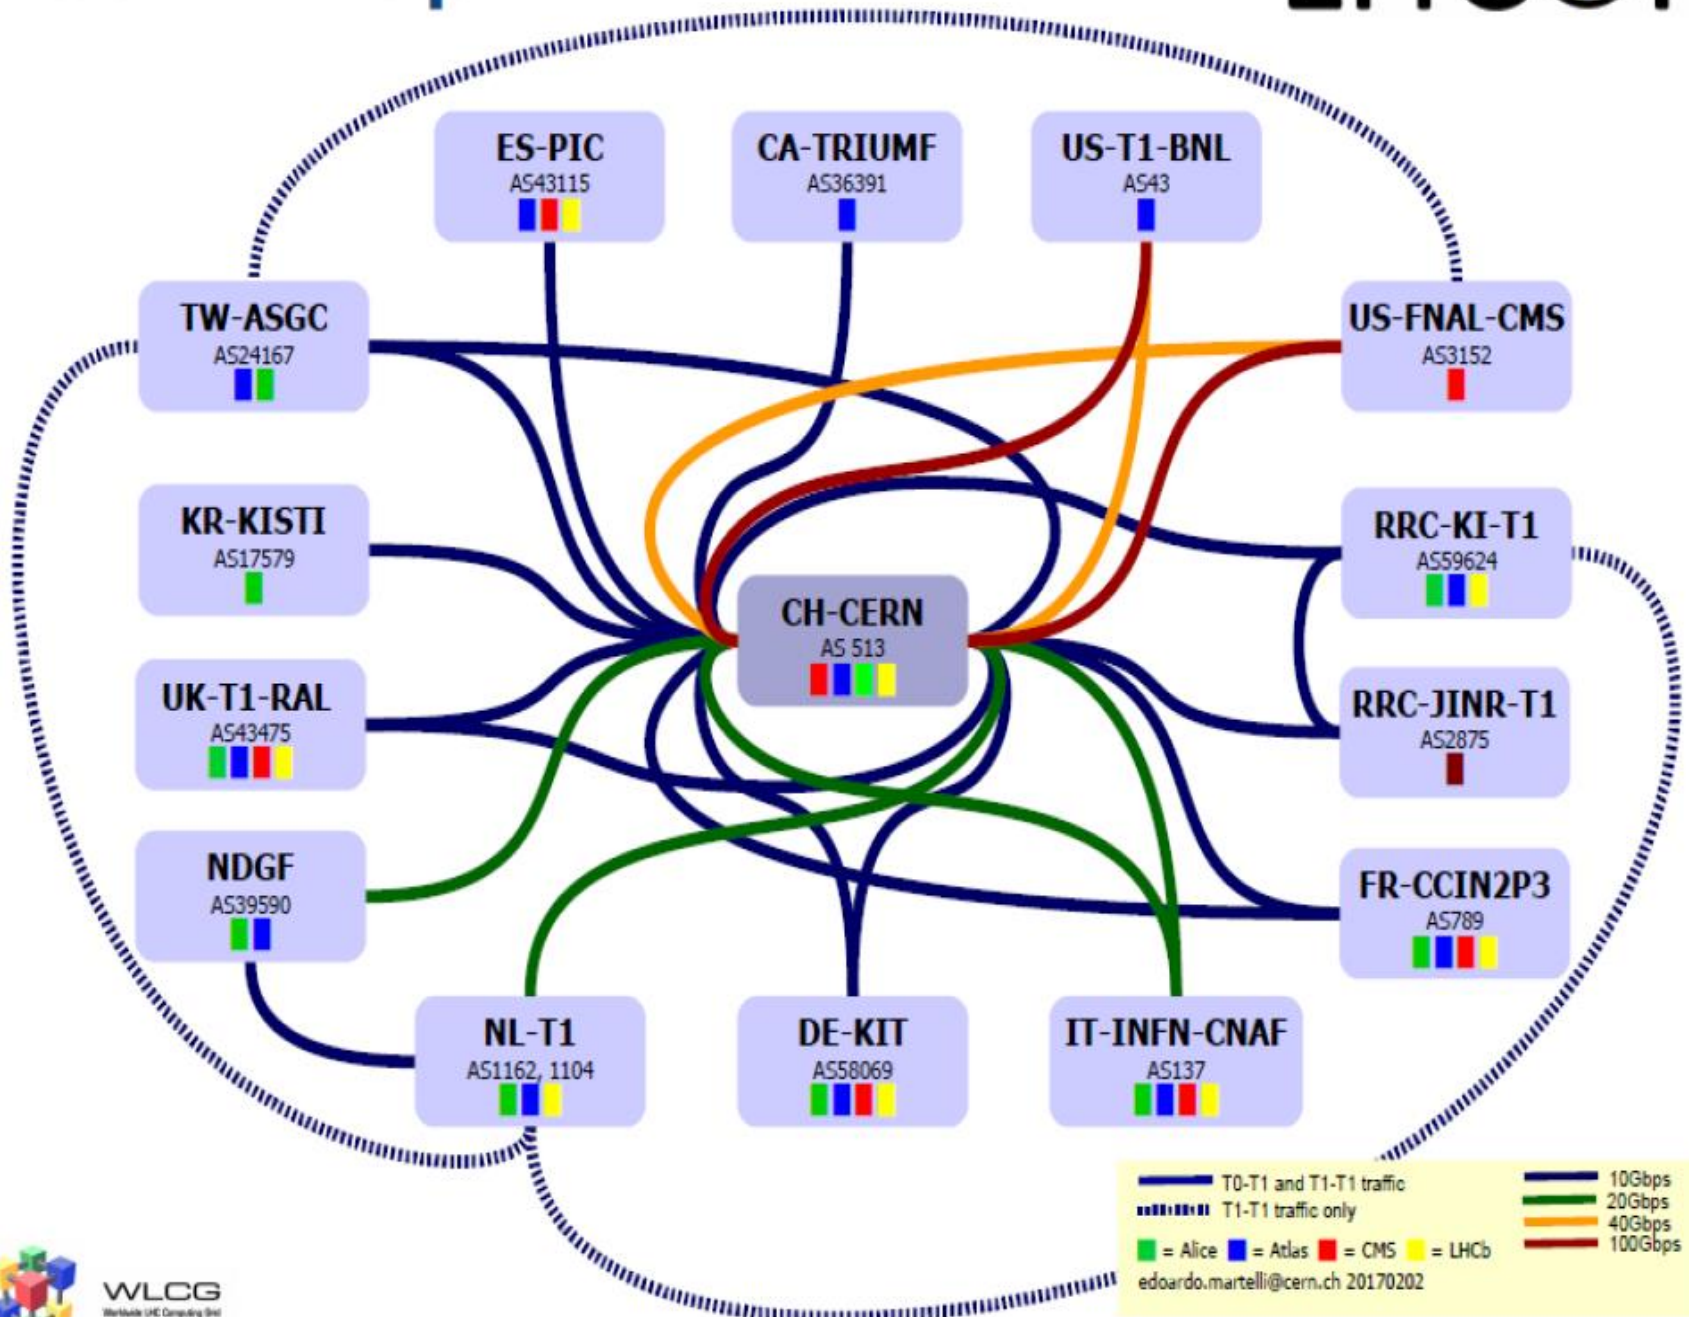 ES-PIC
AS43115
CA-TRIUMF
AS36391
US-T1-BNL
AS43
TW-ASGC
AS24167
US-FNAL-CMS
AS3152
KR-KISTI
AS17579
RRC-KI-T1
AS59624
CH-CERN
AS 513
UK-T1-RAL
AS43475
RRC-JINR-T1
AS2875
NDGF
AS39590
FR-CCIN2P3
AS789
NL-T1
AS1162, 1104
DE-KIT
AS58069
IT-INFN-CNAF
AS137
T0-T1 and T1-T1 traffic
T1-T1 traffic only
10Gbps
20Gbps
40Gbps
100Gbps
= Alice = Atlas = CMS = LHCb
edoardo.martelli@cern.ch 20170202
WLCG
Worldwide LHC Computing Grid